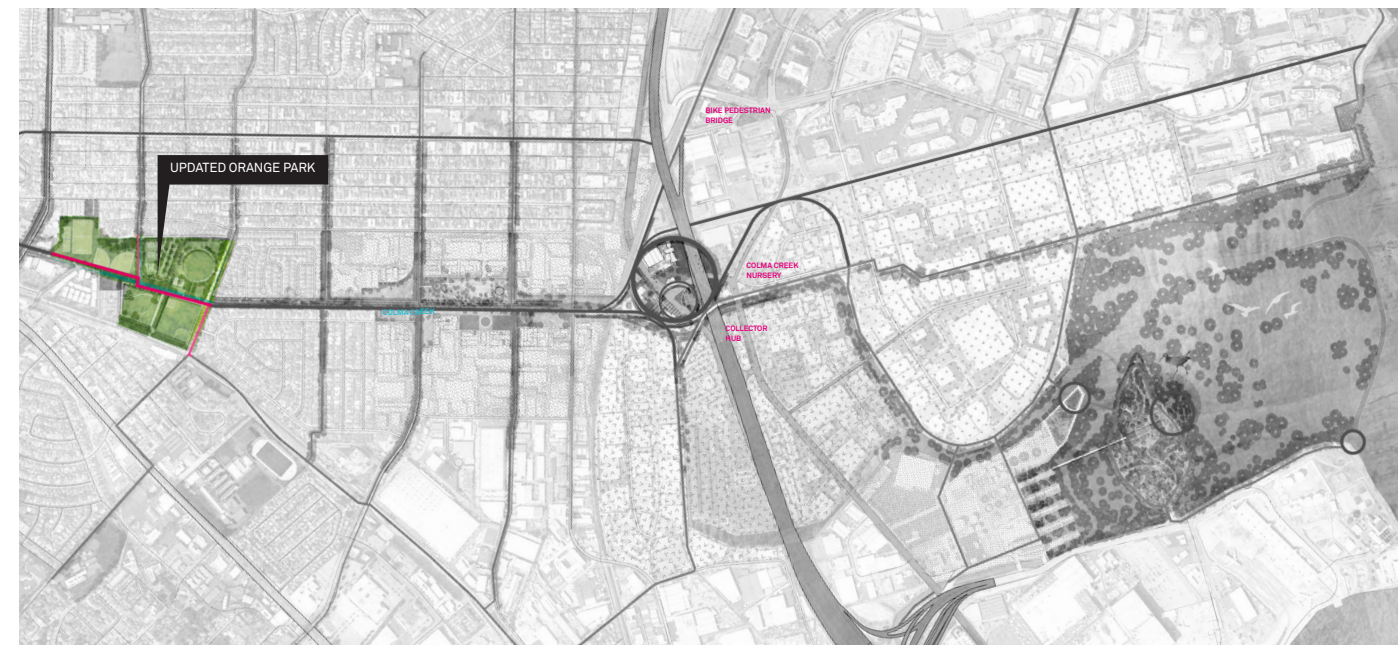 BIKE PEDESTRIAN
BRIDGE
UPDATED ORANGE PARK
COLMA CREEK
NURSERY
COLLECTOR
HUB